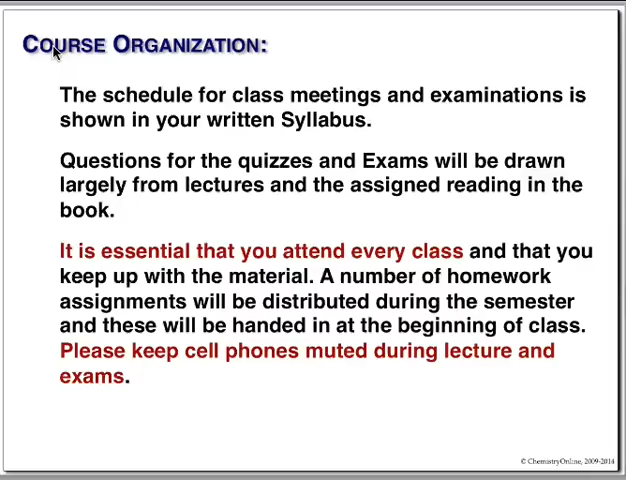 COURSE ORGANIZATION:
The schedule for class meetings and examinations is
shown in your written Syllabus.
Questions for the quizzes and Exams will be drawn
largely from lectures and the assigned reading in the
book.
It is essential that you attend every class and that you
keep up with the material. A number of homework
assignments will be distributed during the semester
and these will be handed in at the beginning of class.
Please keep cell phones muted during lecture and
exams.
© ChemistryOnline, 2009-2014